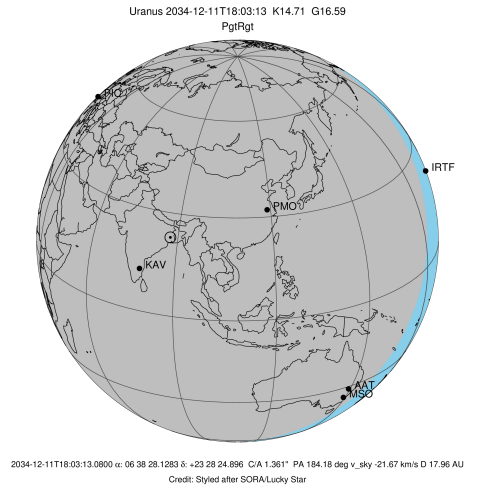 Uranus 2034-12-11T18:03:13 K14.71 G16.59
PgtRgt
PIC
IRTF
PMO
KAV
AAT
MSO
2034-12-11T18:03:13.0800 α: 06 38 28.1283 δ: +23 28 24.896 C/A 1.361" PA 184.18 deg v_sky -21.67 km/s D 17.96 AU
Credit: Styled after SORA/Lucky Star